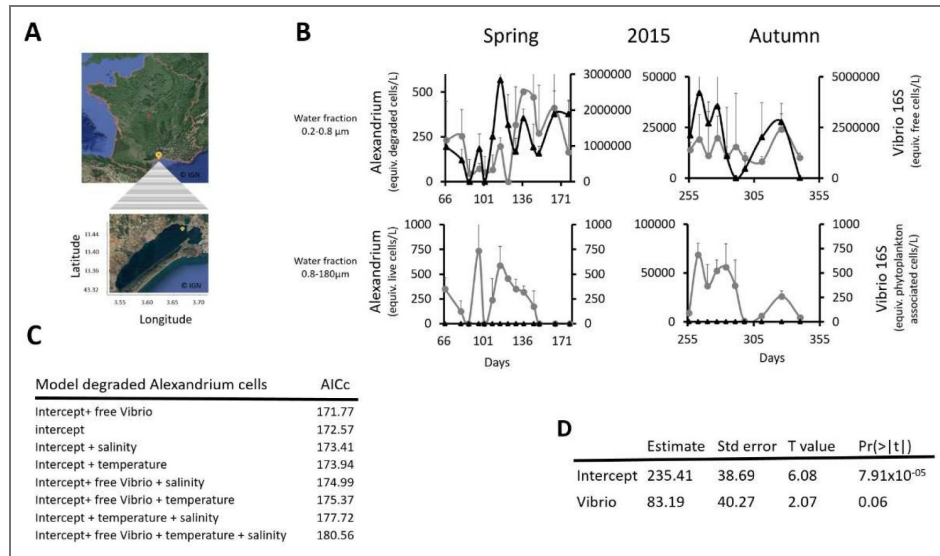 A
© IGN
Latitude
11.44
11.40
43.32
© IGN
3.55 3.60 3.65 3.70
Longitude
B
Spring 2015 Autumn
Water fraction
0.2-0.8 µm
Alexandrium
(equiv. degraded cells/L)
500
250
0
3000000
2000000
1000000
0
66 101 136 171
50000
25000
0
5000000
2500000
0
255 305 355
Vibrio 16S
(equiv. free cells/L)
Water fraction
0.8-180µm
Alexandrium
(equiv. live cells/L)
1000
750
500
250
0
1000
750
500
250
0
66 101 136 171
Days
100000
50000
0
1000
750
500
250
0
255 305 355
Days
Vibrio 16S
(equiv. phytoplankton
associated cells/L)
C
Model degraded Alexandrium cells AICc
Intercept+ free Vibrio 171.77
intercept 172.57
Intercept + salinity 173.41
Intercept + temperature 173.94
Intercept+ free Vibrio + salinity 174.99
Intercept+ free Vibrio + temperature 175.37
Intercept + temperature + salinity 177.72
Intercept+ free Vibrio + temperature + salinity 180.56
D
Estimate Std error T value Pr(>|t|)
Intercept 235.41 38.69 6.08 7.91x10⁻⁰⁵
Vibrio 83.19 40.27 2.07 0.06